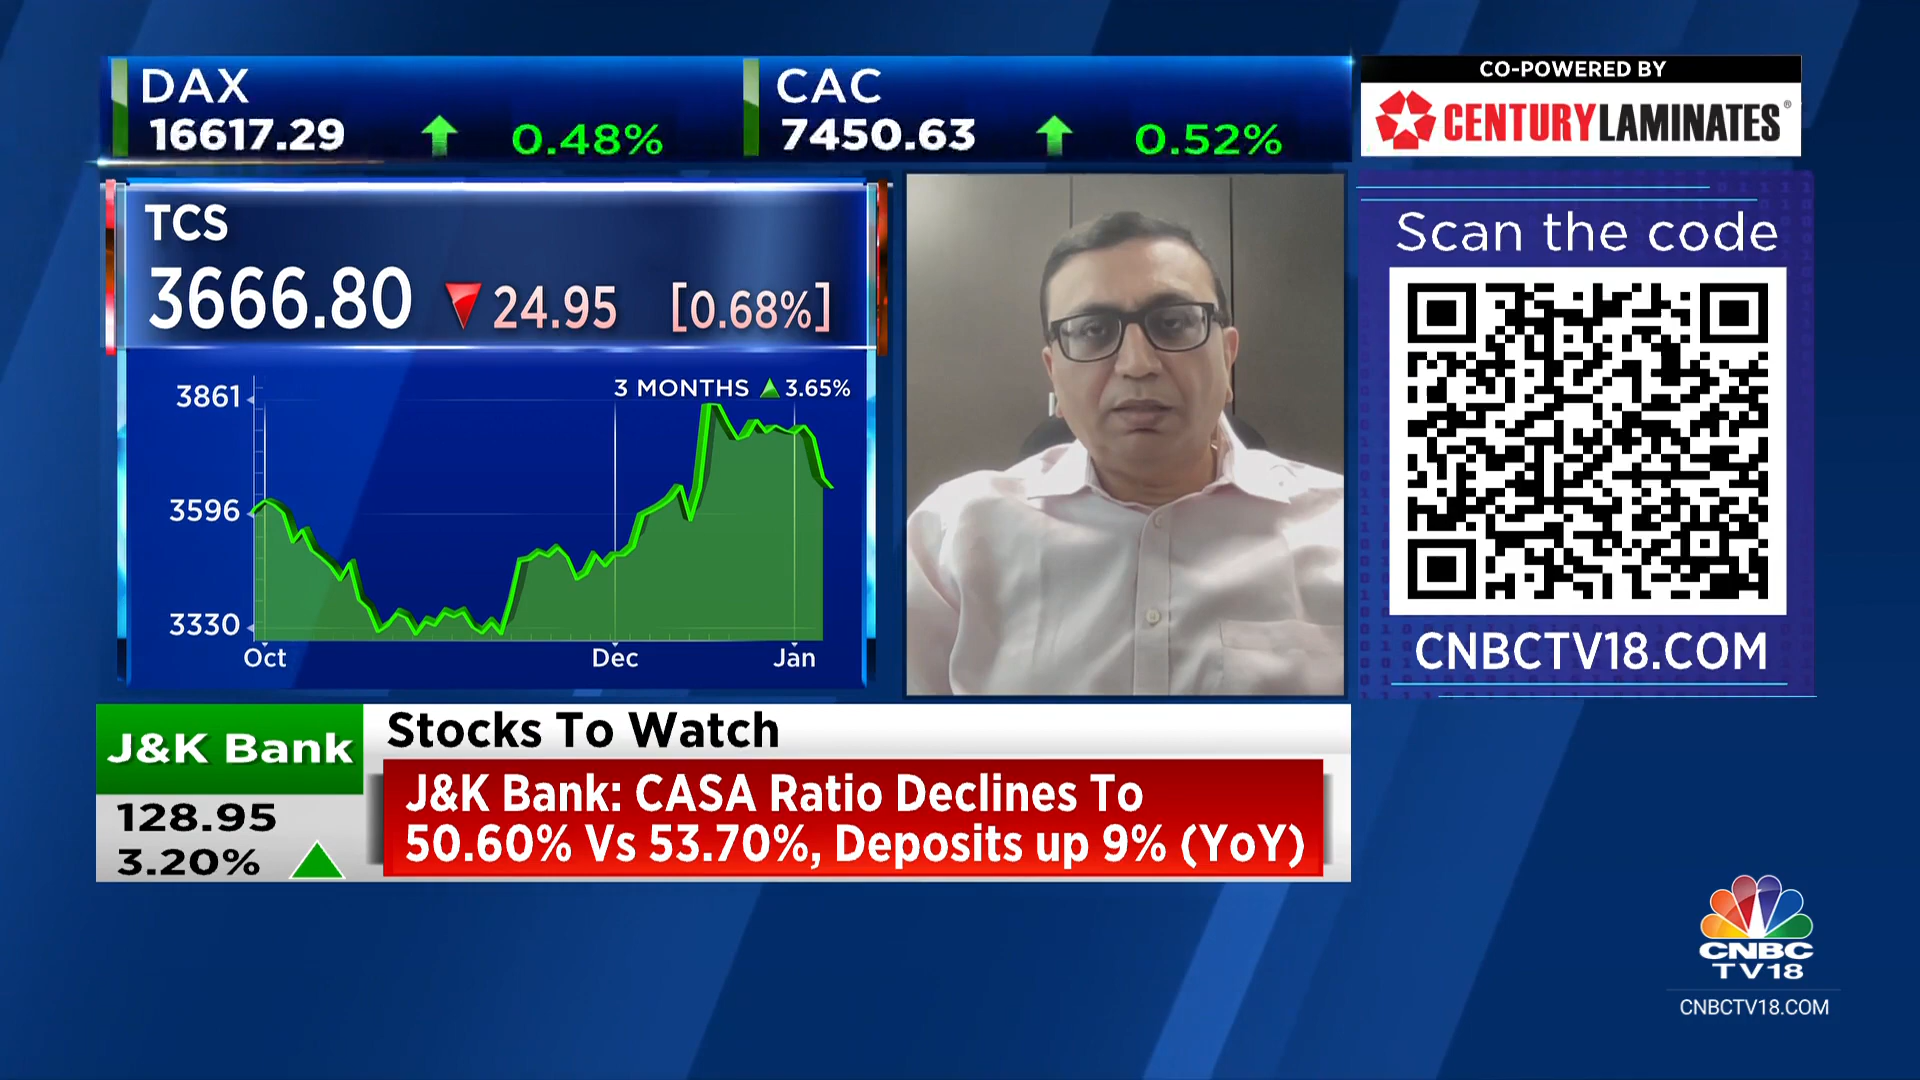 DAX
16617.29 0.48%
CAC
7450.63 0.52%
CO-POWERED BY
CENTURYLAMINATES®
TCS
3666.80 24.95 [0.68%]
3 MONTHS 3.65%
3861
3596
3330
Oct Dec Jan
Scan the code
CNBCTV18.COM
J&K Bank
128.95
3.20%
Stocks To Watch
J&K Bank: CASA Ratio Declines To
50.60% Vs 53.70%, Deposits up 9% (YoY)
CNBC
TV18
CNBCTV18.COM